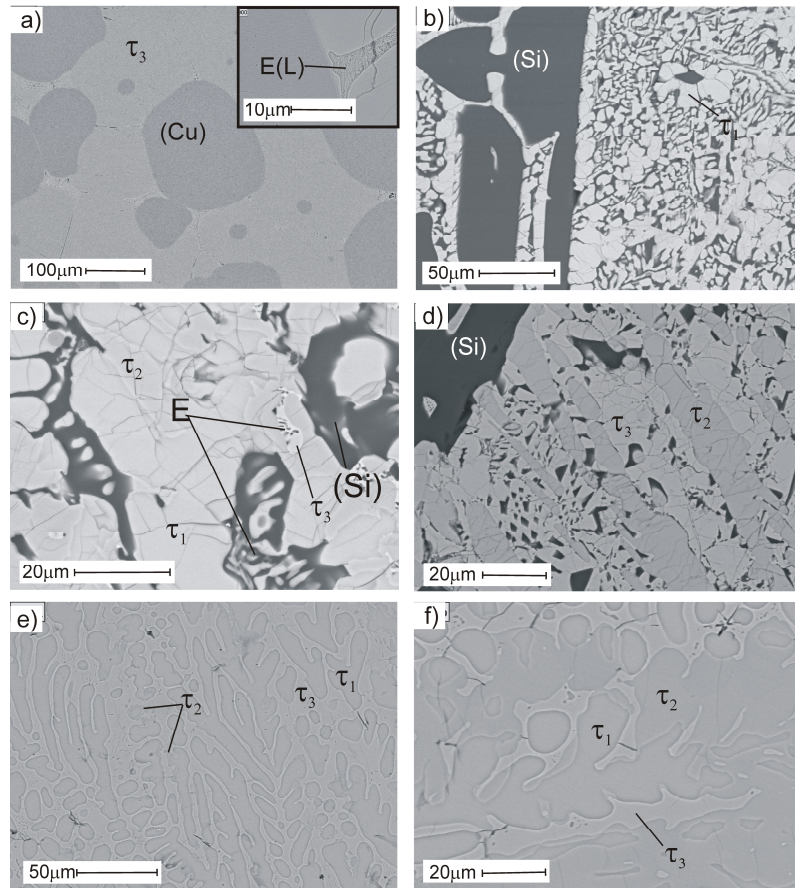 a)
τ₃
E(L)
10μm
(Cu)
100μm
b)
(Si)
τ₁
50μm
c)
τ₂
E
(Si)
τ₃
τ₁
20μm
d)
(Si)
τ₃
τ₂
20μm
e)
τ₁
τ₃
τ₂
50μm
f)
τ₂
τ₁
τ₃
20μm